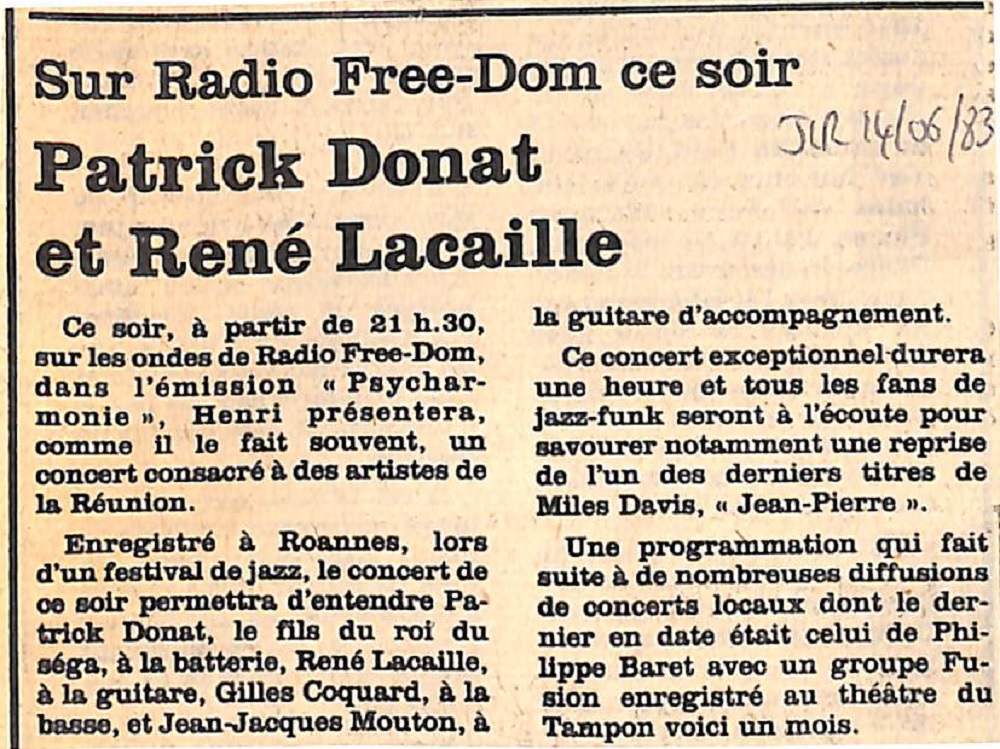 Sur Radio Free-Dom ce soir
JIR 14/06/83
Patrick Donat
et René Lacaille
Ce soir, à partir de 21 h.30,
sur les ondes de Radio Free-Dom,
dans l'émission « Psychar-
monie », Henri présentera,
comme il le fait souvent, un
concert consacré à des artistes de
la Réunion.
Enregistré à Roannes, lors
d'un festival de jazz, le concert de
ce soir permettra d'entendre Pa-
trick Donat, le fils du roi du
séga, à la batterie, René Lacaille,
à la guitare, Gilles Coquard, à la
basse, et Jean-Jacques Mouton, à
la guitare d'accompagnement.
Ce concert exceptionnel durera
une heure et tous les fans de
jazz-funk seront à l'écoute pour
savourer notamment une reprise
de l'un des derniers titres de
Miles Davis, « Jean-Pierre ».
Une programmation qui fait
suite à de nombreuses diffusions
de concerts locaux dont le der-
nier en date était celui de Phi-
lippe Baret avec un groupe Fu-
sion enregistré au théâtre du
Tampon voici un mois.